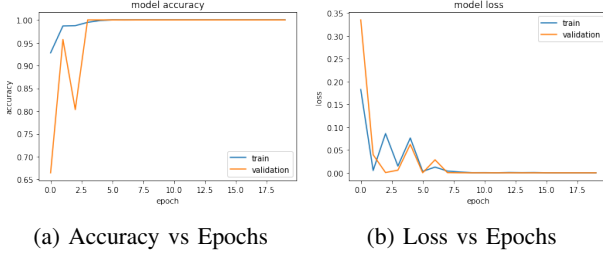 model accuracy
1.00
0.95
0.90
0.85
0.80
0.75
0.70
0.65
accuracy
train
validation
0.0 2.5 5.0 7.5 10.0 12.5 15.0 17.5
epoch
(a) Accuracy vs Epochs
model loss
0.35
0.30
0.25
0.20
0.15
0.10
0.05
0.00
loss
train
validation
0.0 2.5 5.0 7.5 10.0 12.5 15.0 17.5
epoch
(b) Loss vs Epochs